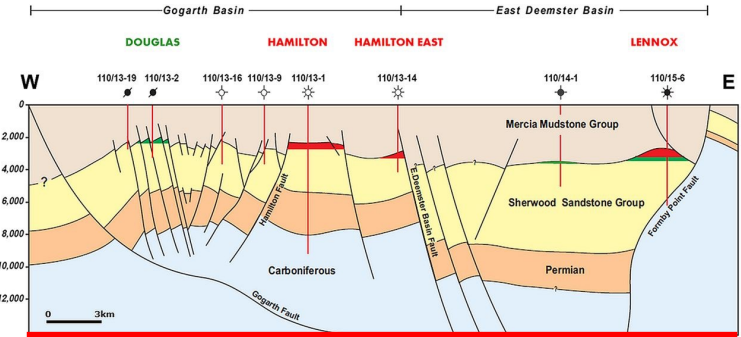 Gogarth Basin
East Deemster Basin
DOUGLAS
HAMILTON
HAMILTON EAST
LENNOX
W
110/13-19
110/13-2
110/13-16
110/13-9
110/13-1
110/13-14
110/14-1
110/15-6
E
0
2,000
4,000
6,000
8,000
10,000
12,000
Mercia Mudstone Group
?
?
?
Sherwood Sandstone Group
Hamilton Fault
E.Deemster Basin Fault
Formby Point Fault
Carboniferous
Permian
?
Gogarth Fault
0
3km